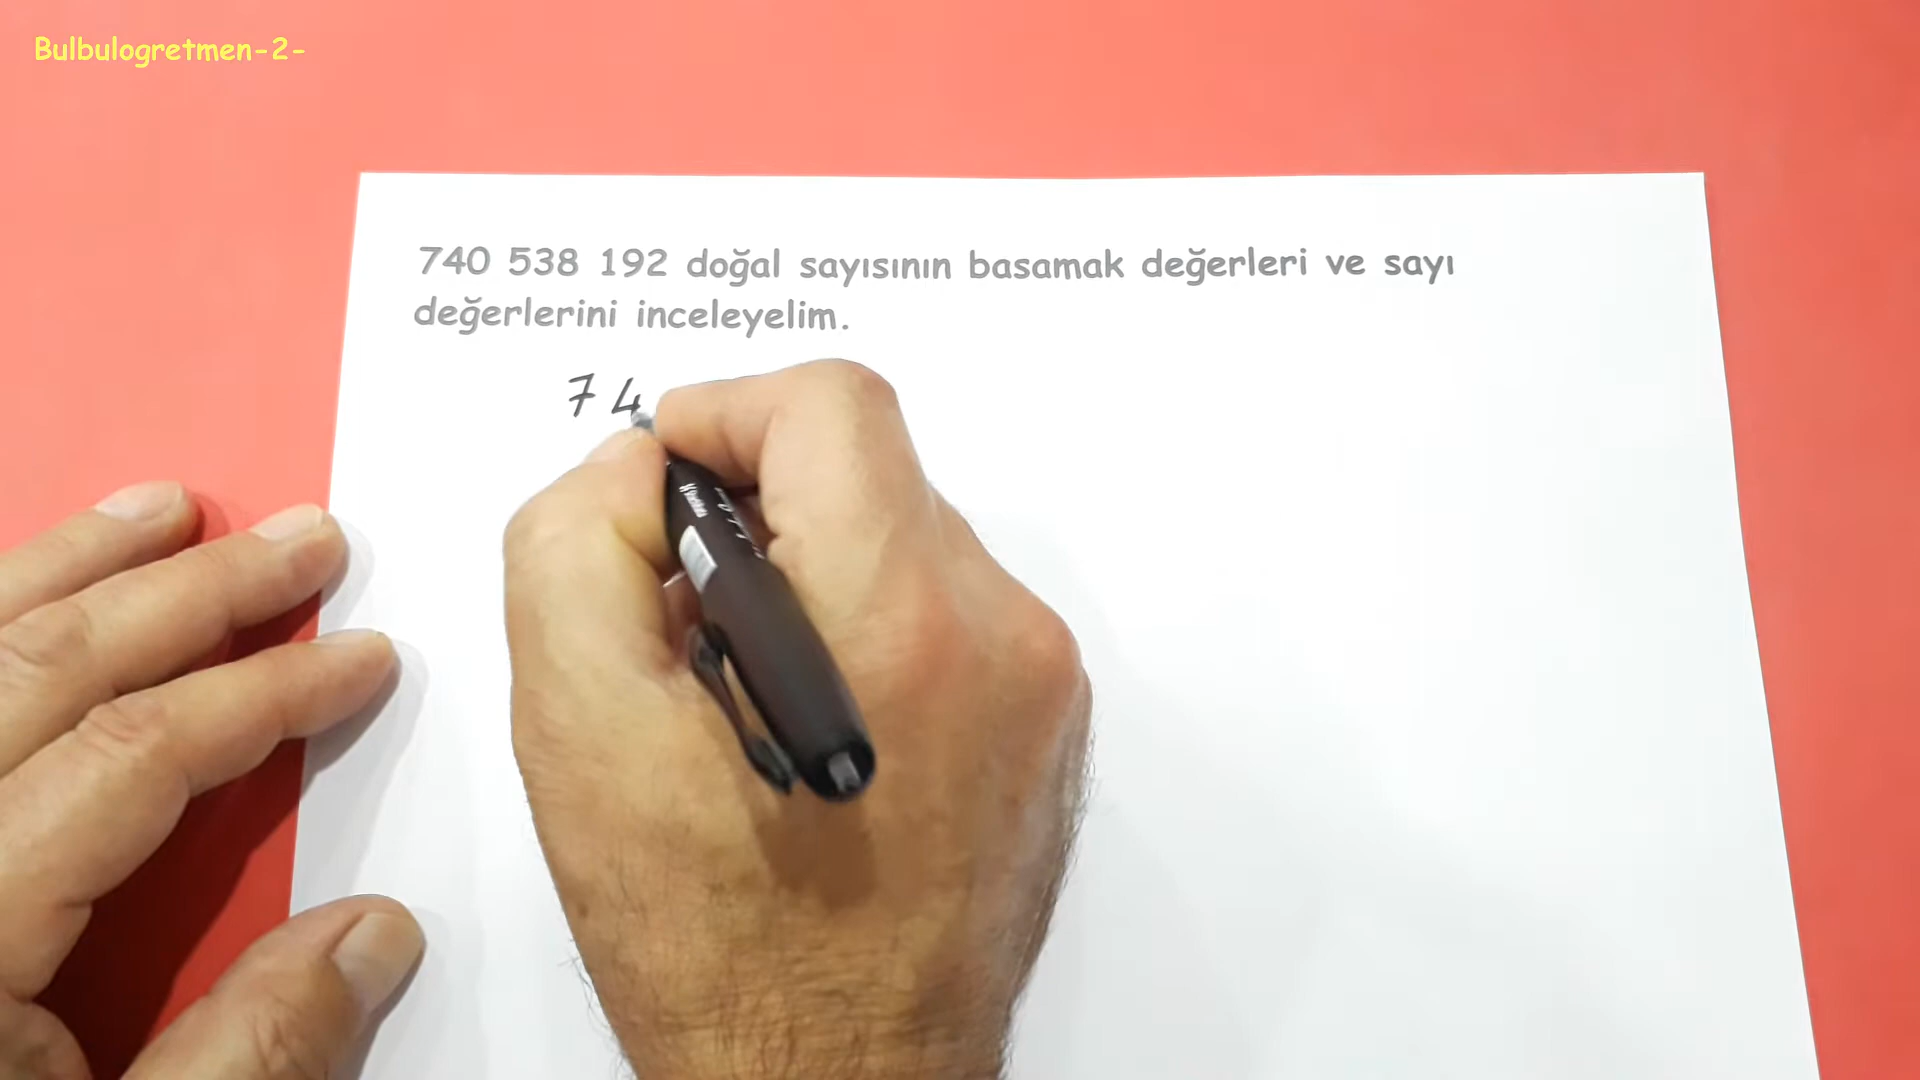 Bulbulogretmen-2-
740 538 192 doğal sayısının basamak değerleri ve sayı
değerlerini inceleyelim.
74